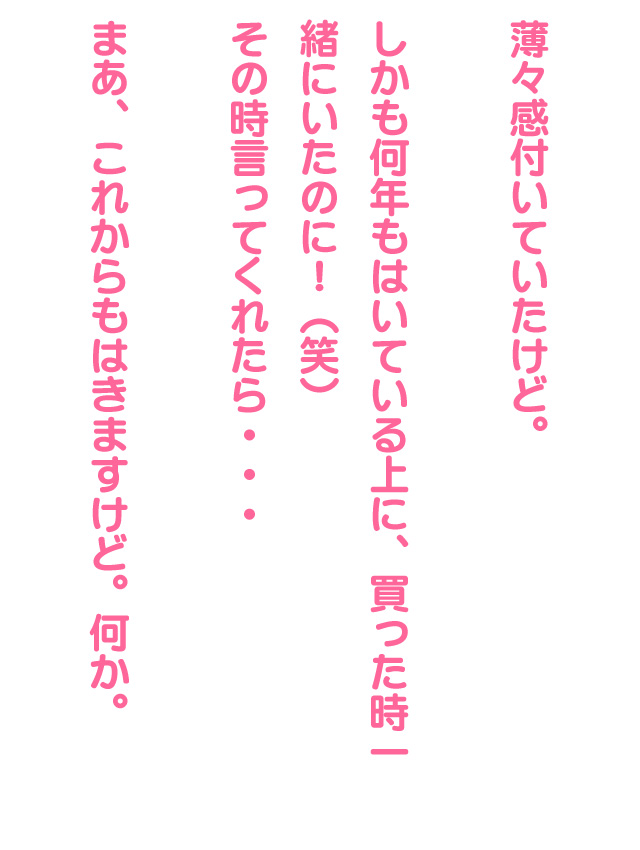 薄々感付いていたけど。
しかも何年もはいている上に、買った時一
緒にいたのに！（笑）
その時言ってくれたら・・・
まあ、これからもはきますけど。何か。